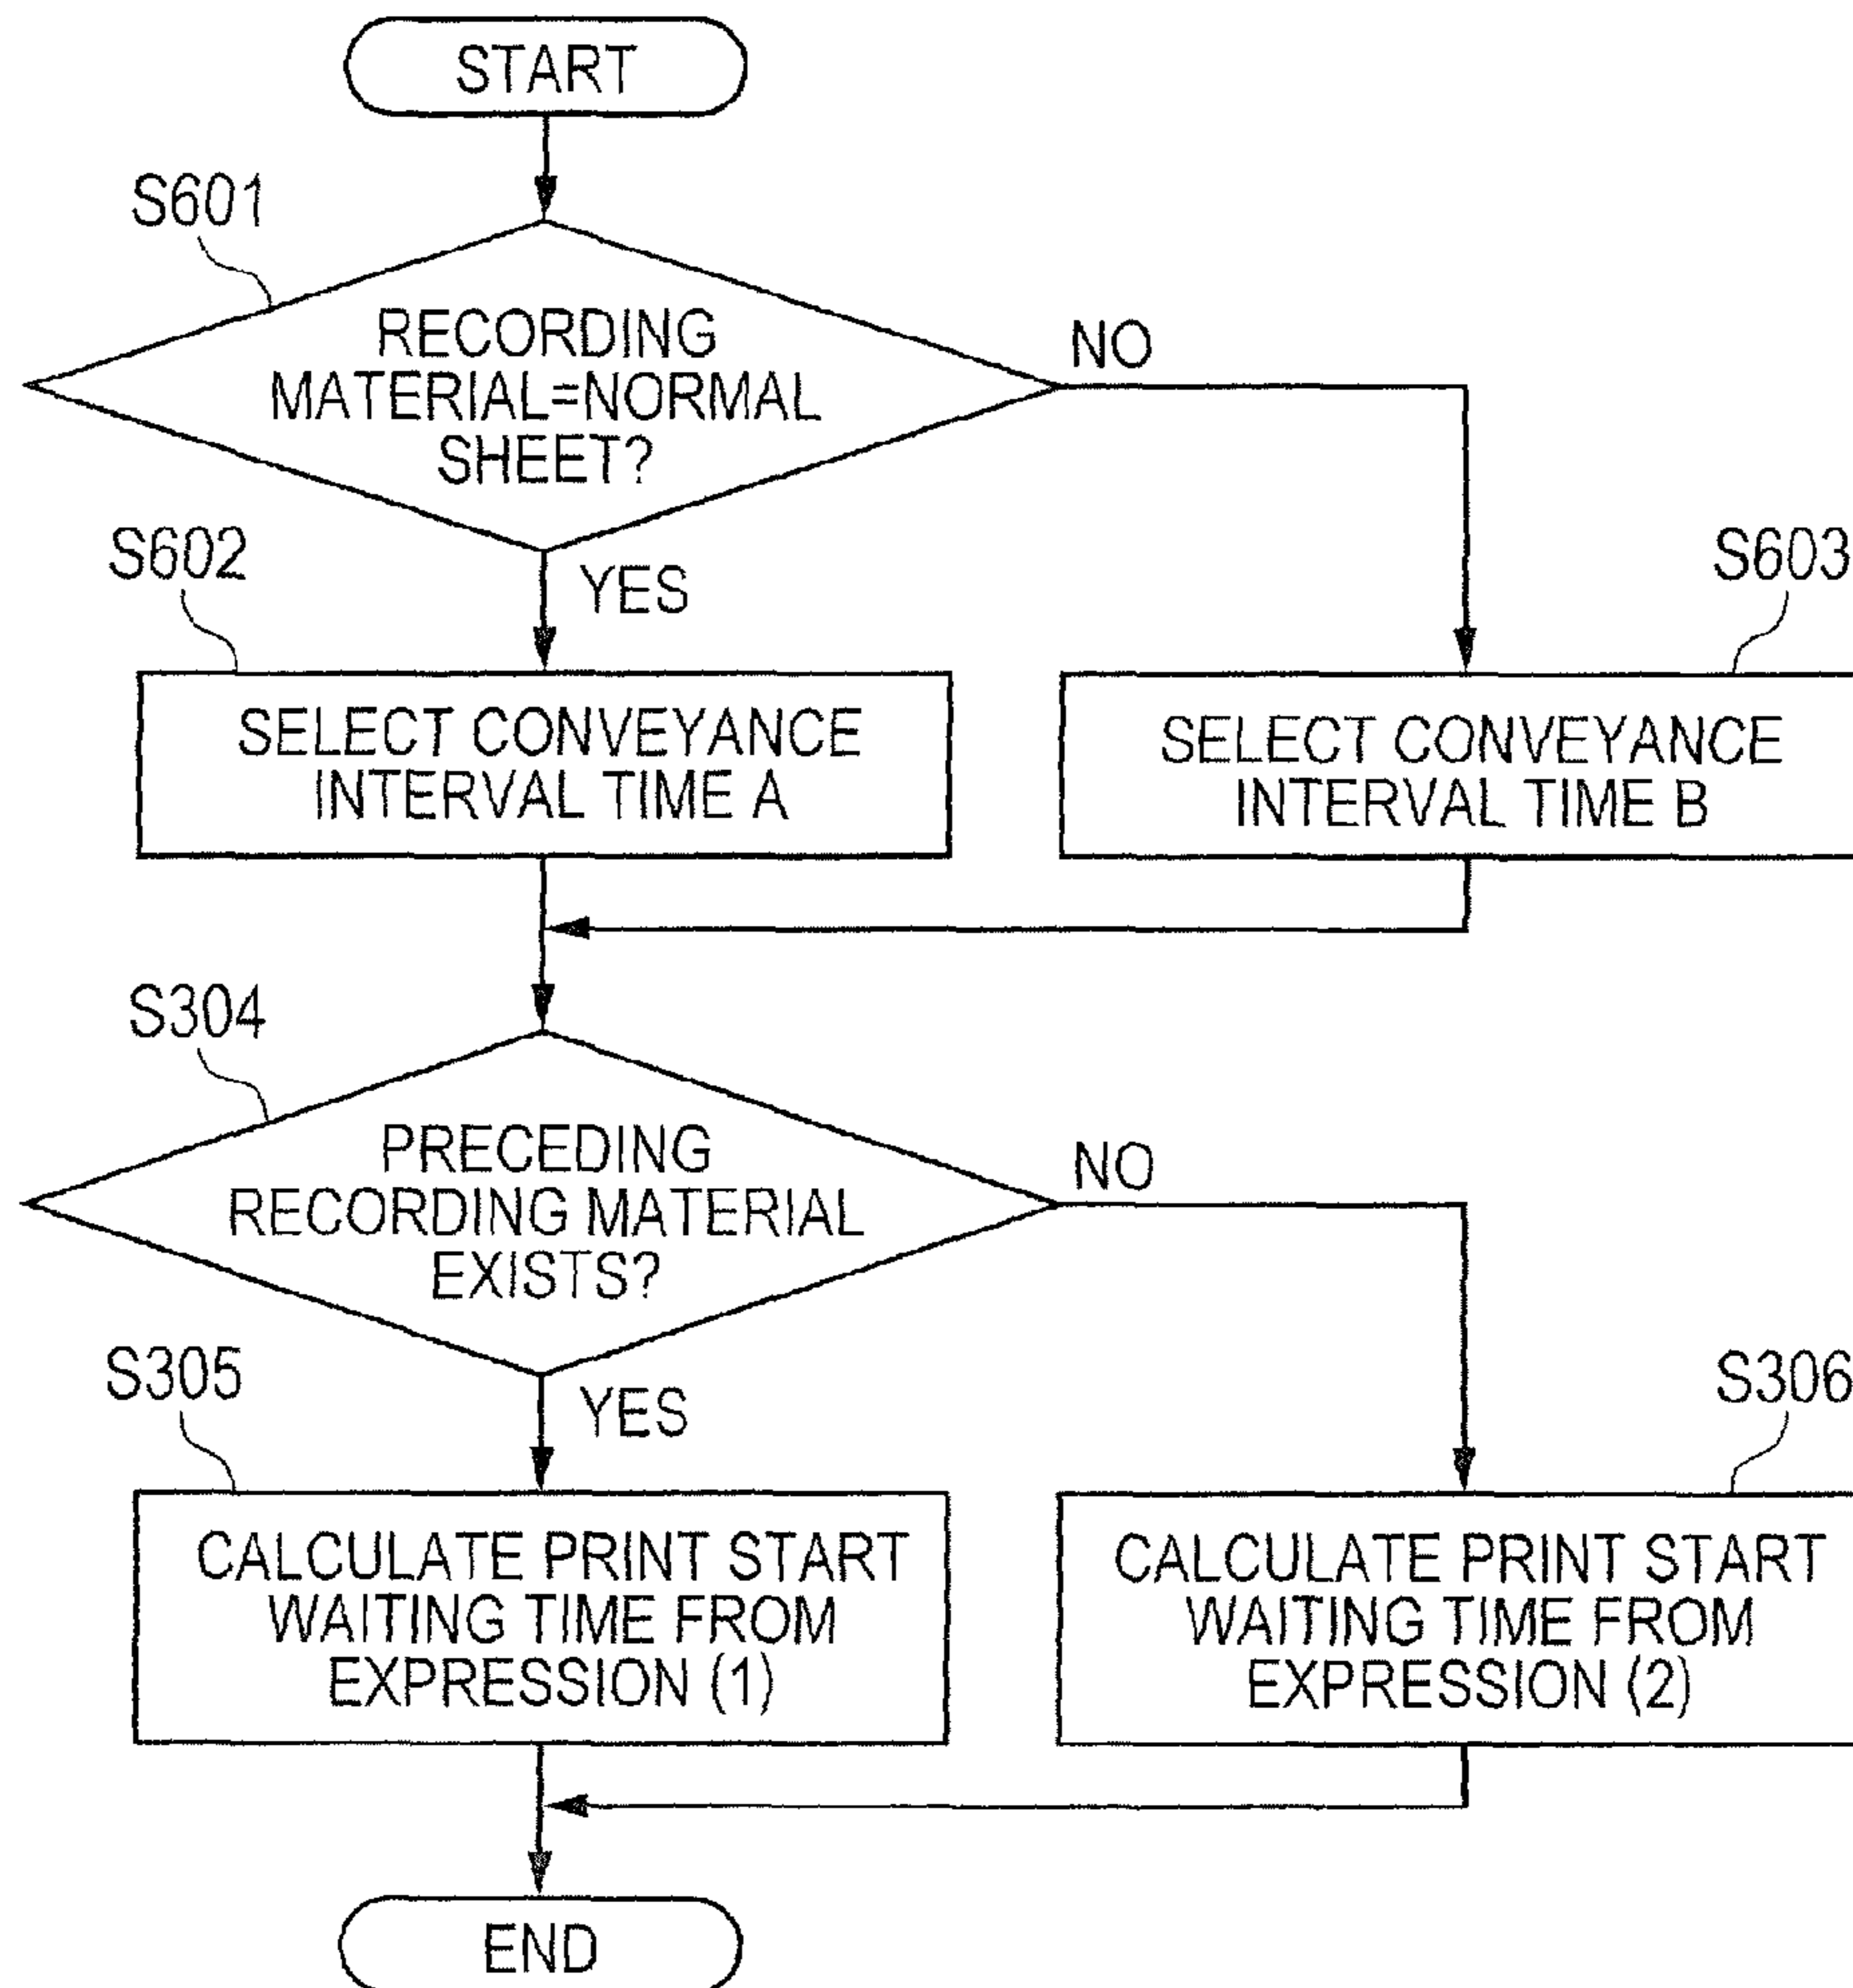 START
S601
RECORDING
MATERIAL=NORMAL
SHEET?
NO
YES
S602
SELECT CONVEYANCE
INTERVAL TIME A
S603
SELECT CONVEYANCE
INTERVAL TIME B
S304
PRECEDING
RECORDING MATERIAL
EXISTS?
NO
YES
S305
CALCULATE PRINT START
WAITING TIME FROM
EXPRESSION (1)
S306
CALCULATE PRINT START
WAITING TIME FROM
EXPRESSION (2)
END